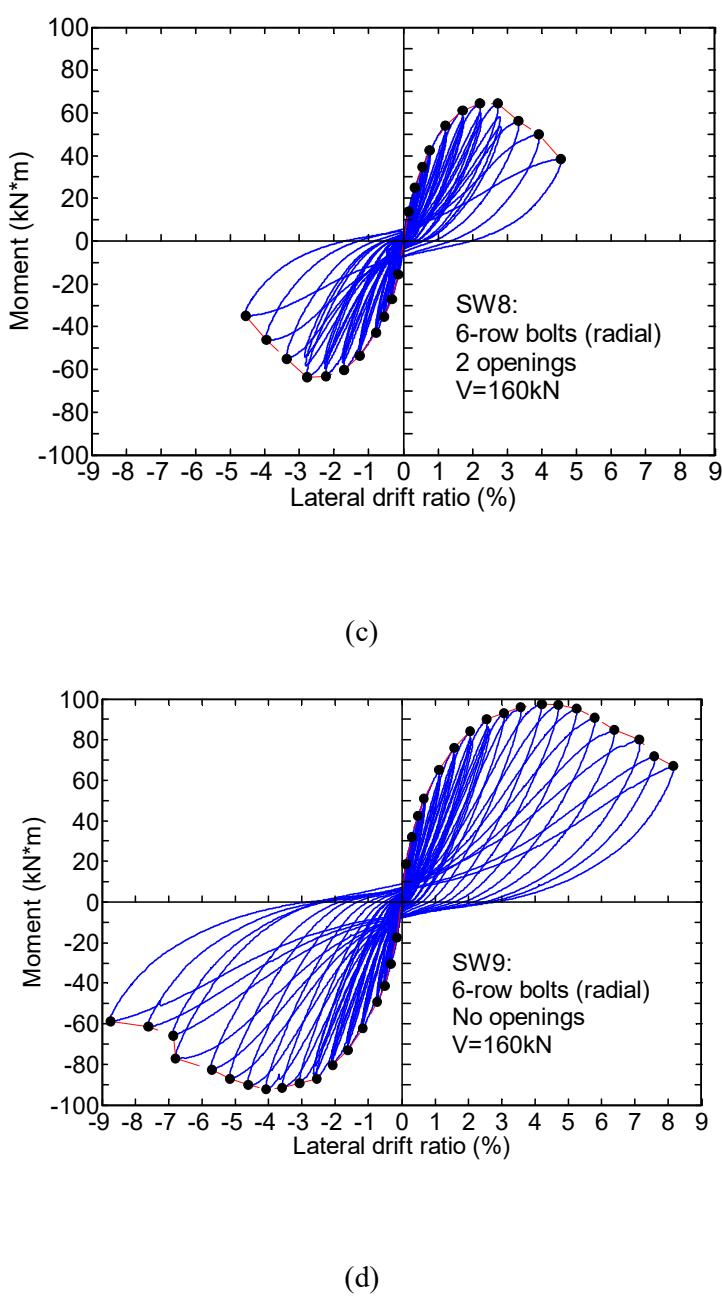 100
80
60
40
20
0
-20
-40
-60
-80
-100
Moment (kN*m)
SW8:
6-row bolts (radial)
2 openings
V=160kN
-9 -8 -7 -6 -5 -4 -3 -2 -1 0 1 2 3 4 5 6 7 8 9
Lateral drift ratio (%)
(c)
100
80
60
40
20
0
-20
-40
-60
-80
-100
Moment (kN*m)
SW9:
6-row bolts (radial)
No openings
V=160kN
-9 -8 -7 -6 -5 -4 -3 -2 -1 0 1 2 3 4 5 6 7 8 9
Lateral drift ratio (%)
(d)